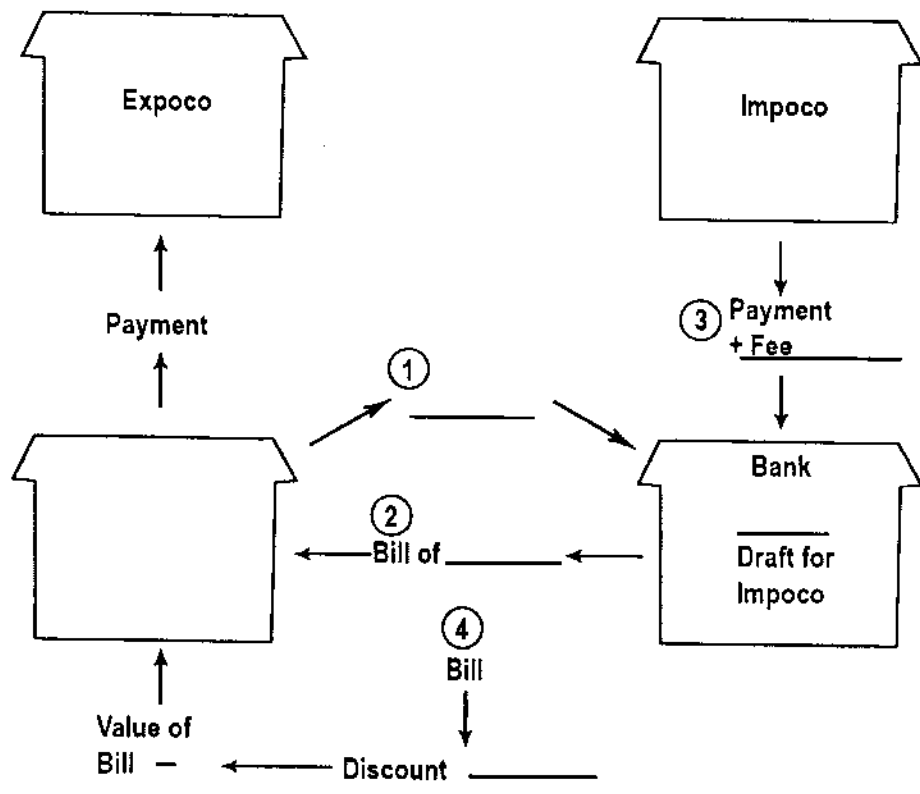 Expoco
Impoco
Payment
3 Payment
+ Fee
1
Bank
2
Bill of
Draft for
Impoco
4
Bill
Value of
Bill –
Discount